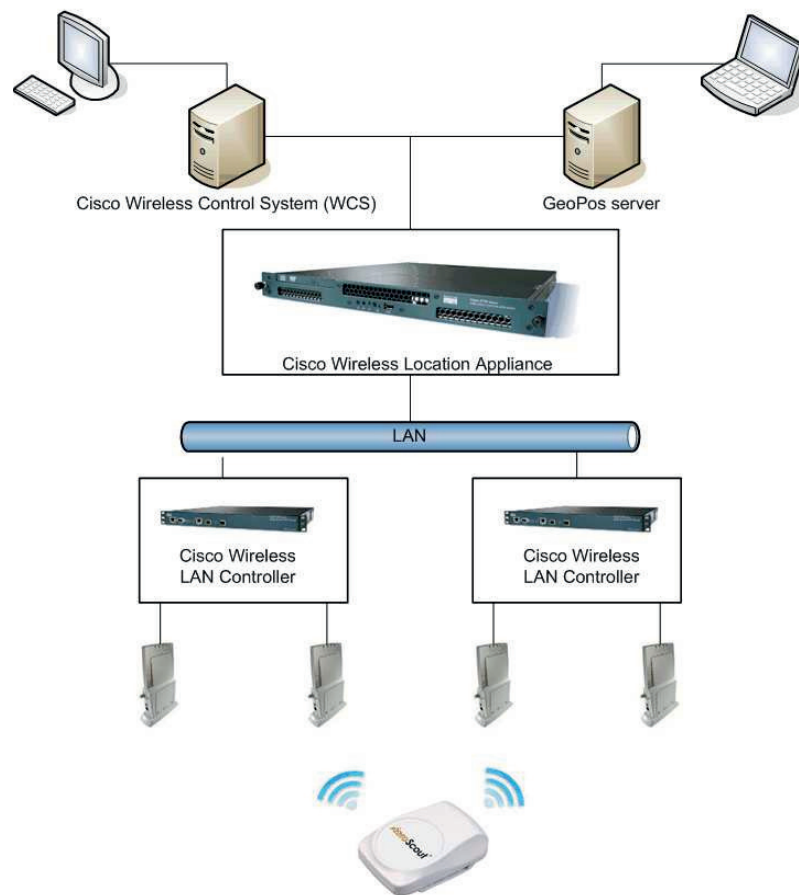 Cisco Wireless Control System (WCS)
GeoPos server
Cisco Wireless Location Appliance
LAN
Cisco Wireless
LAN Controller
Cisco Wireless
LAN Controller
AeroScout